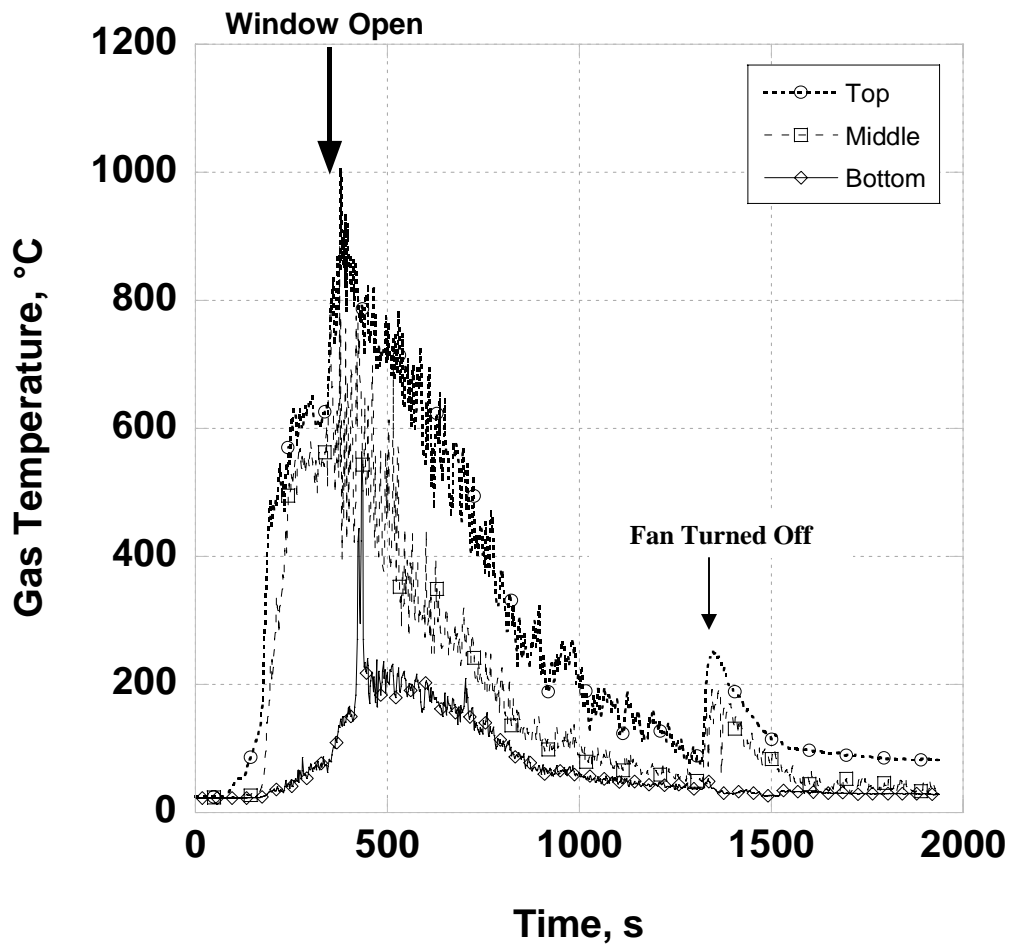 Window Open
1200
1000
800
600
400
200
0
Gas Temperature, °C
Top
Middle
Bottom
Fan Turned Off
0
500
1000
1500
2000
Time, s